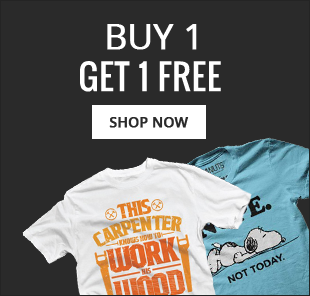 BUY 1
GET 1 FREE
SHOP NOW
THIS
CARPENTER
KNOWS HOW TO
WORK
HIS
WOOD
NOT TODAY.